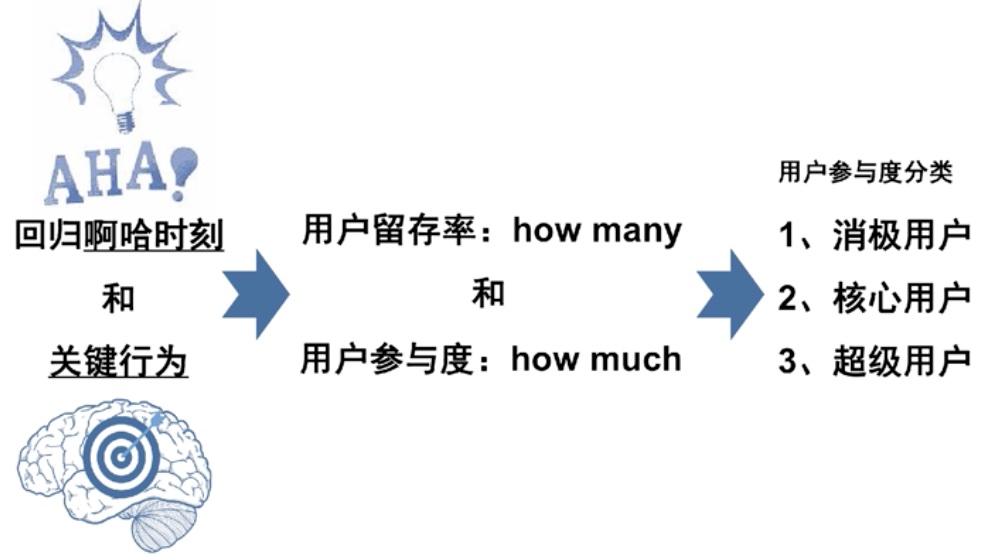 AHA!
回归啊哈时刻
和
关键行为
用户留存率：how many
和
用户参与度：how much
用户参与度分类
1、消极用户
2、核心用户
3、超级用户